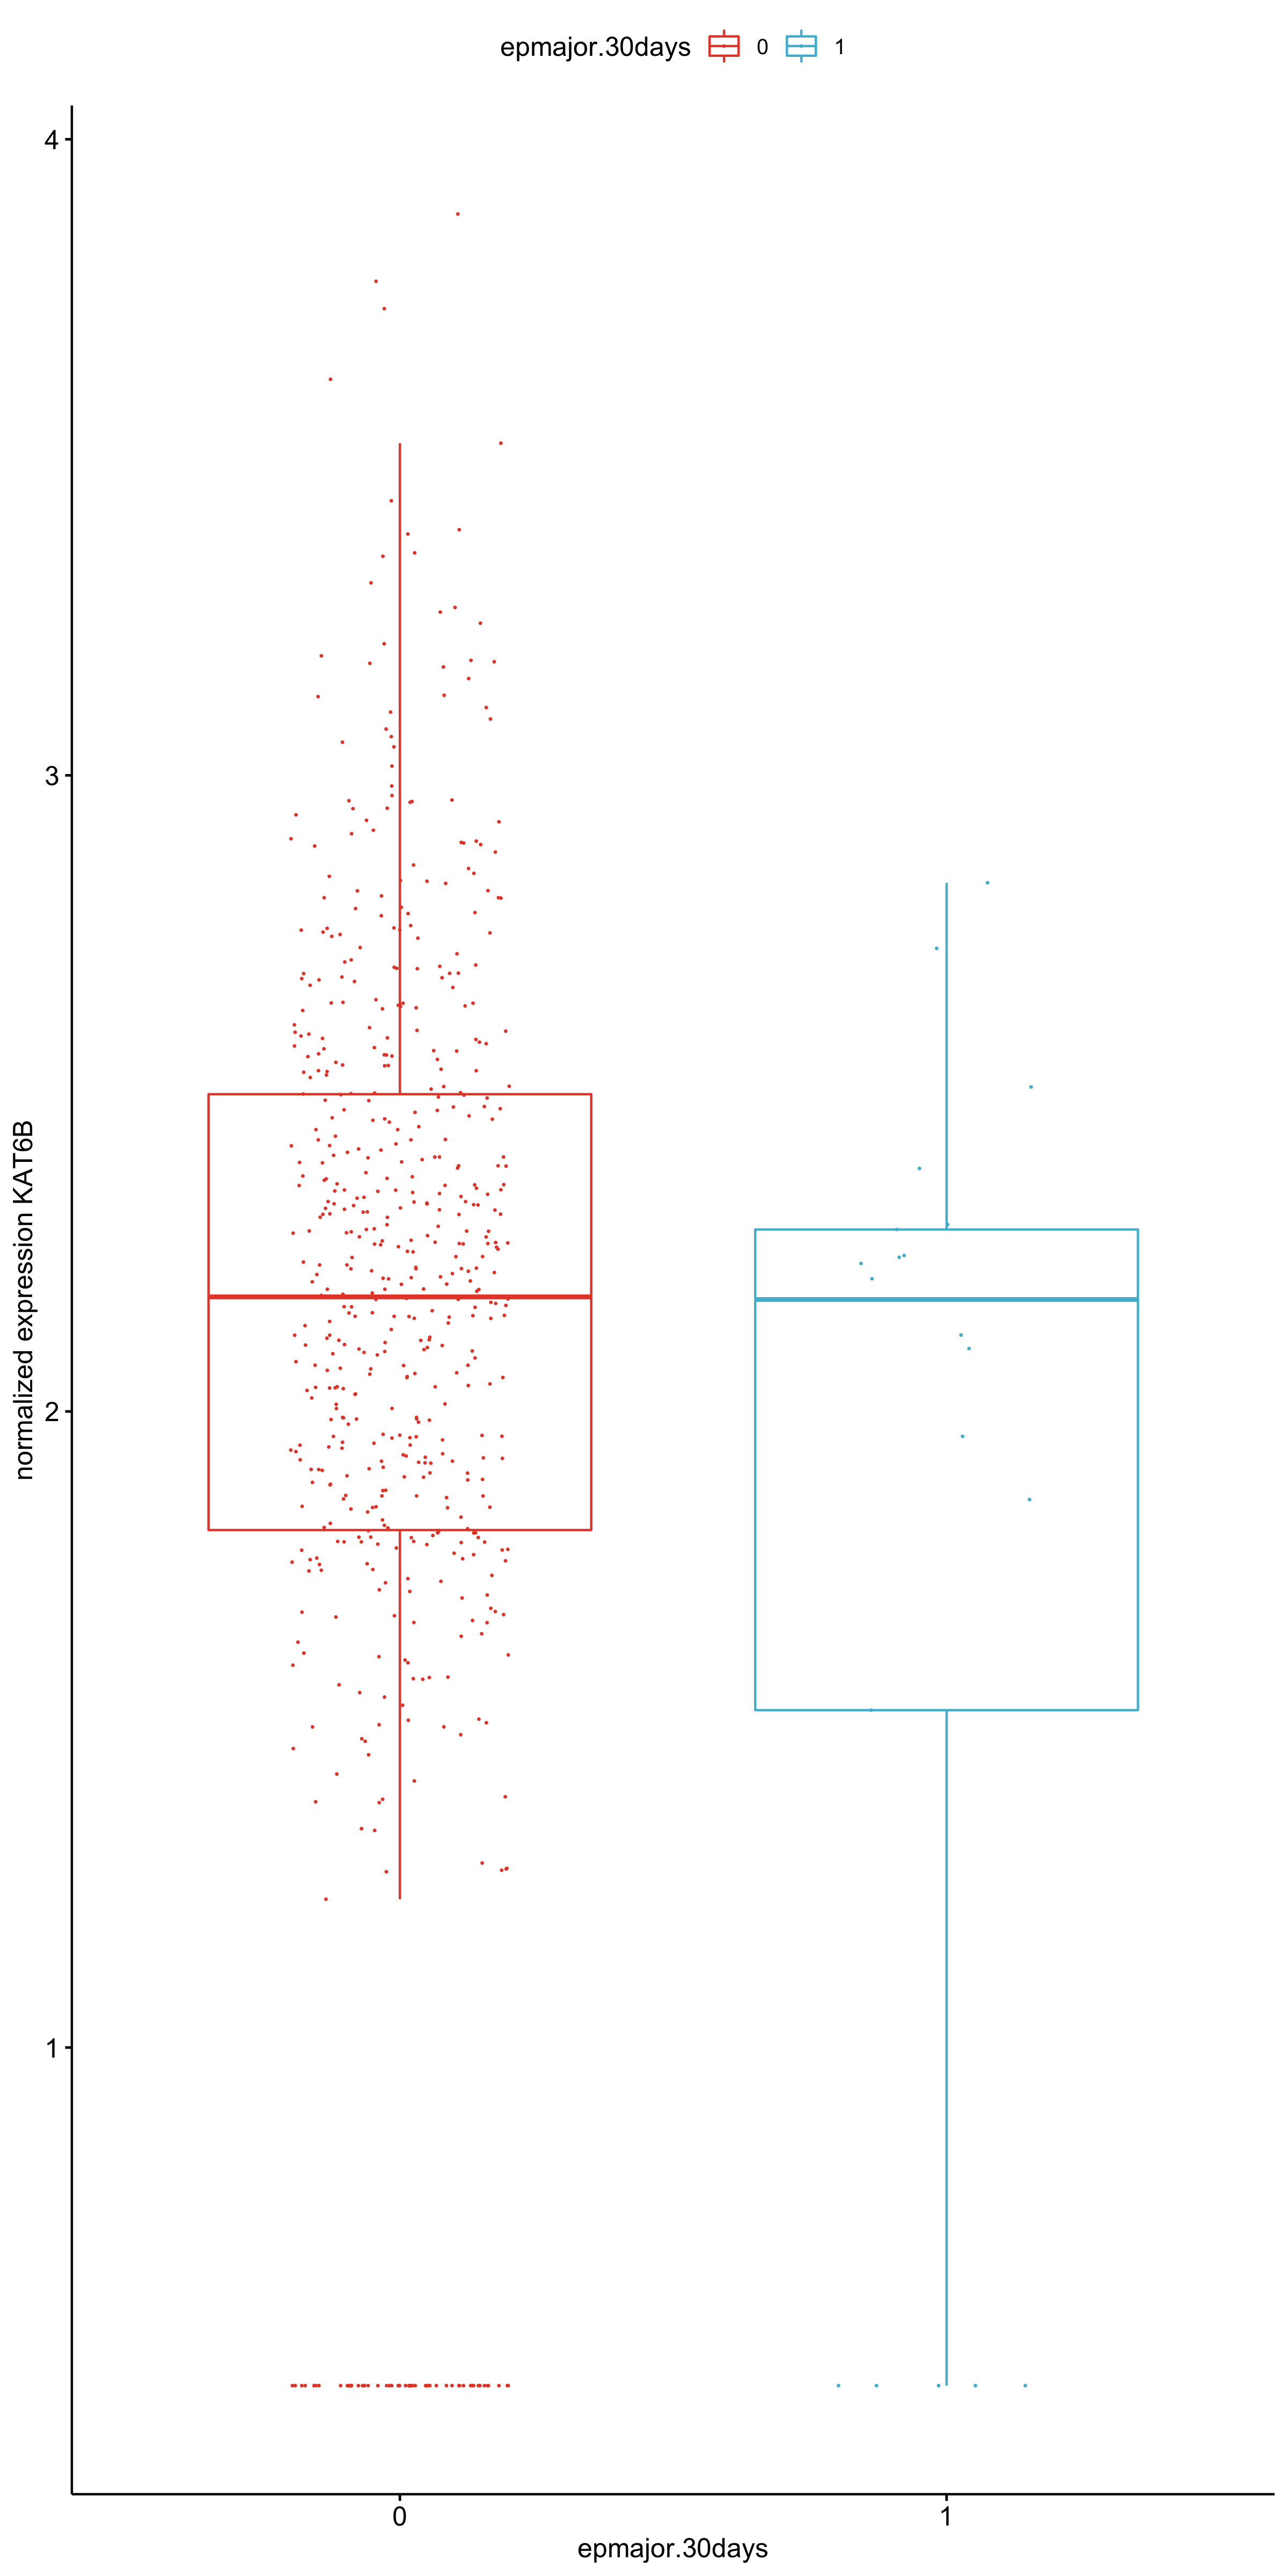 epmajor.30days 0 1
4
3
2
1
normalized expression KAT6B
0 1
epmajor.30days